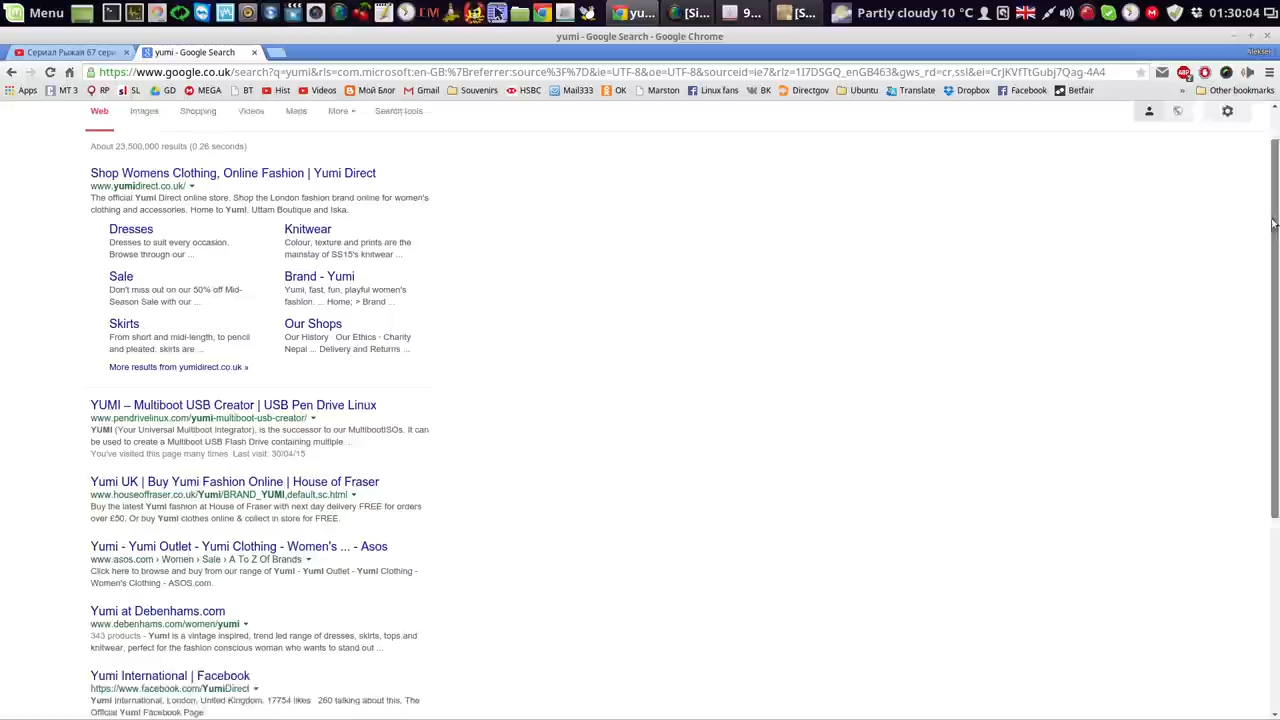 Menu
yu...
[Si...
9...
[S...
Partly cloudy 10 °C
01:30:04
yumi - Google Search - Google Chrome
Сериал Рыжая 67 сери
yumi - Google Search
Aleksei
https://www.google.co.uk/search?q=yumi&rls=com.microsoft:en-GB:%7Breferrer:source%3F%7D&ie=UTF-8&oe=UTF-8&sourceid=ie7&rlz=1I7DSGQ_enGB463&gws_rd=cr,ssl&ei=CrJKVfTtGubj7Qag-4A4
Apps MT 3 RP SL GD MEGA BT Hist Videos Мой Блог Gmail Souvenirs HSBC Mail333 OK Marston Linux fans VK Directgov Ubuntu Translate Dropbox Facebook Betfair » Other bookmarks
Web Images Shopping Videos Maps More Search tools
About 23,500,000 results (0.26 seconds)
Shop Womens Clothing, Online Fashion | Yumi Direct
www.yumidirect.co.uk/
The official Yumi Direct online store. Shop the London fashion brand online for women's
clothing and accessories. Home to Yumi. Uttam Boutique and Iska.
Dresses
Dresses to suit every occasion.
Browse through our ...
Knitwear
Colour, texture and prints are the
mainstay of SS15's knitwear ...
Sale
Don't miss out on our 50% off Mid-
Season Sale with our ...
Brand - Yumi
Yumi, fast, fun, playful women's
fashion. ... Home; > Brand ...
Skirts
From short and midi-length, to pencil
and pleated. skirts are ...
Our Shops
Our History · Our Ethics · Charity
Nepal ... Delivery and Returns ...
More results from yumidirect.co.uk »
YUMI – Multiboot USB Creator | USB Pen Drive Linux
www.pendrivelinux.com/yumi-multiboot-usb-creator/
YUMI (Your Universal Multiboot Integrator), is the successor to our MultibootISOs. It can
be used to create a Multiboot USB Flash Drive containing multiple ...
You've visited this page many times. Last visit: 30/04/15
Yumi UK | Buy Yumi Fashion Online | House of Fraser
www.houseoffraser.co.uk/Yumi/BRAND_YUMI,default,sc.html
Buy the latest Yumi fashion at House of Fraser with next day delivery FREE for orders
over £50. Or buy Yumi clothes online & collect in store for FREE.
Yumi - Yumi Outlet - Yumi Clothing - Women's ... - Asos
www.asos.com › Women › Sale › A To Z Of Brands
Click here to browse and buy from our range of Yumi - Yumi Outlet - Yumi Clothing -
Women's Clothing - ASOS.com.
Yumi at Debenhams.com
www.debenhams.com/women/yumi
343 products - Yumi is a vintage inspired, trend led range of dresses, skirts, tops and
knitwear, perfect for the fashion conscious woman who wants to stand out ...
Yumi International | Facebook
https://www.facebook.com/YumiDirect
Yumi International, London, United Kingdom. 17754 likes · 260 talking about this. The
Official Yumi Facebook Page